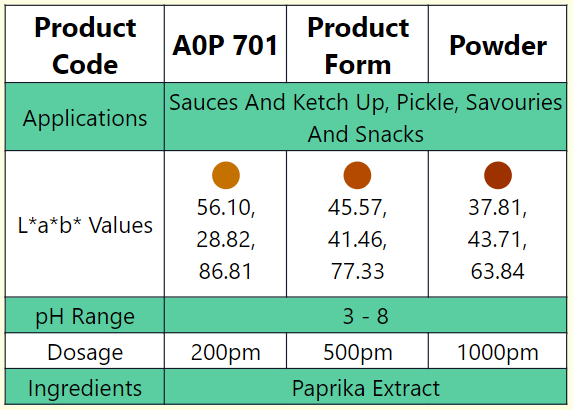 Product Code A0P 701 Product Form Powder
Applications Sauces And Ketch Up, Pickle, Savouries And Snacks
L*a*b* Values 56.10, 28.82, 86.81 45.57, 41.46, 77.33 37.81, 43.71, 63.84
pH Range 3 - 8
Dosage 200pm 500pm 1000pm
Ingredients Paprika Extract